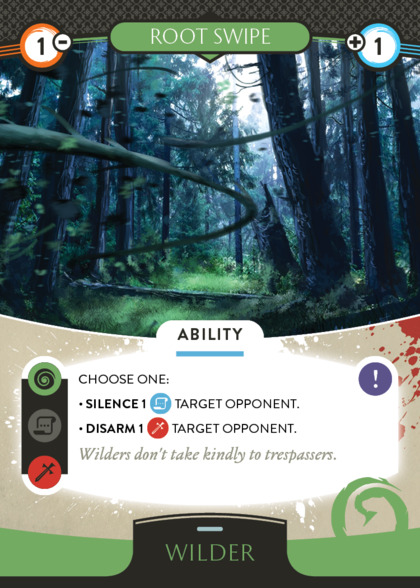 1 -
ROOT SWIPE
+ 1
ABILITY
CHOOSE ONE:
• SILENCE 1 TARGET OPPONENT.
• DISARM 1 TARGET OPPONENT.
Wilders don't take kindly to trespassers.
!
WILDER